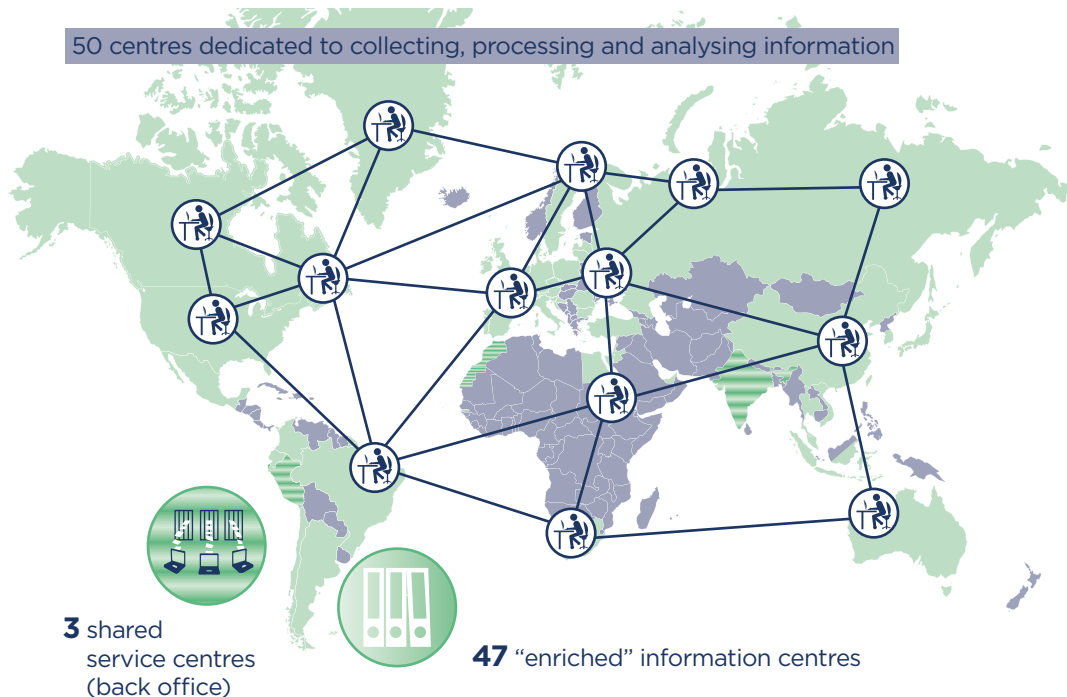 50 centres dedicated to collecting, processing and analysing information
3 shared
service centres
(back office)
47 “enriched” information centres